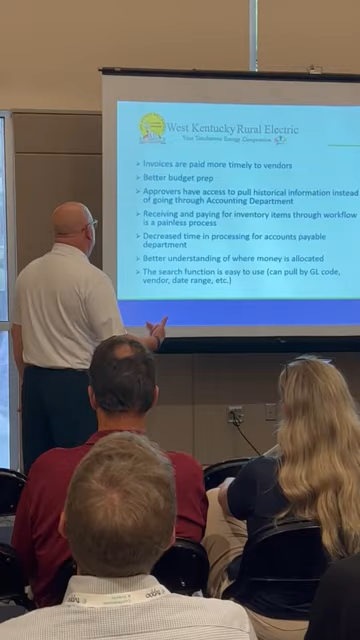 West Kentucky Rural Electric
Your Touchstone Energy Cooperative
➢ Invoices are paid more timely to vendors
➢ Better budget prep
➢ Approvers have access to pull historical information instead
of going through Accounting Department
➢ Receiving and paying for inventory items through workflow
is a painless process
➢ Decreased time in processing for accounts payable
department
➢ Better understanding of where money is allocated
➢ The search function is easy to use (can pull by GL code,
vendor, date range, etc.)